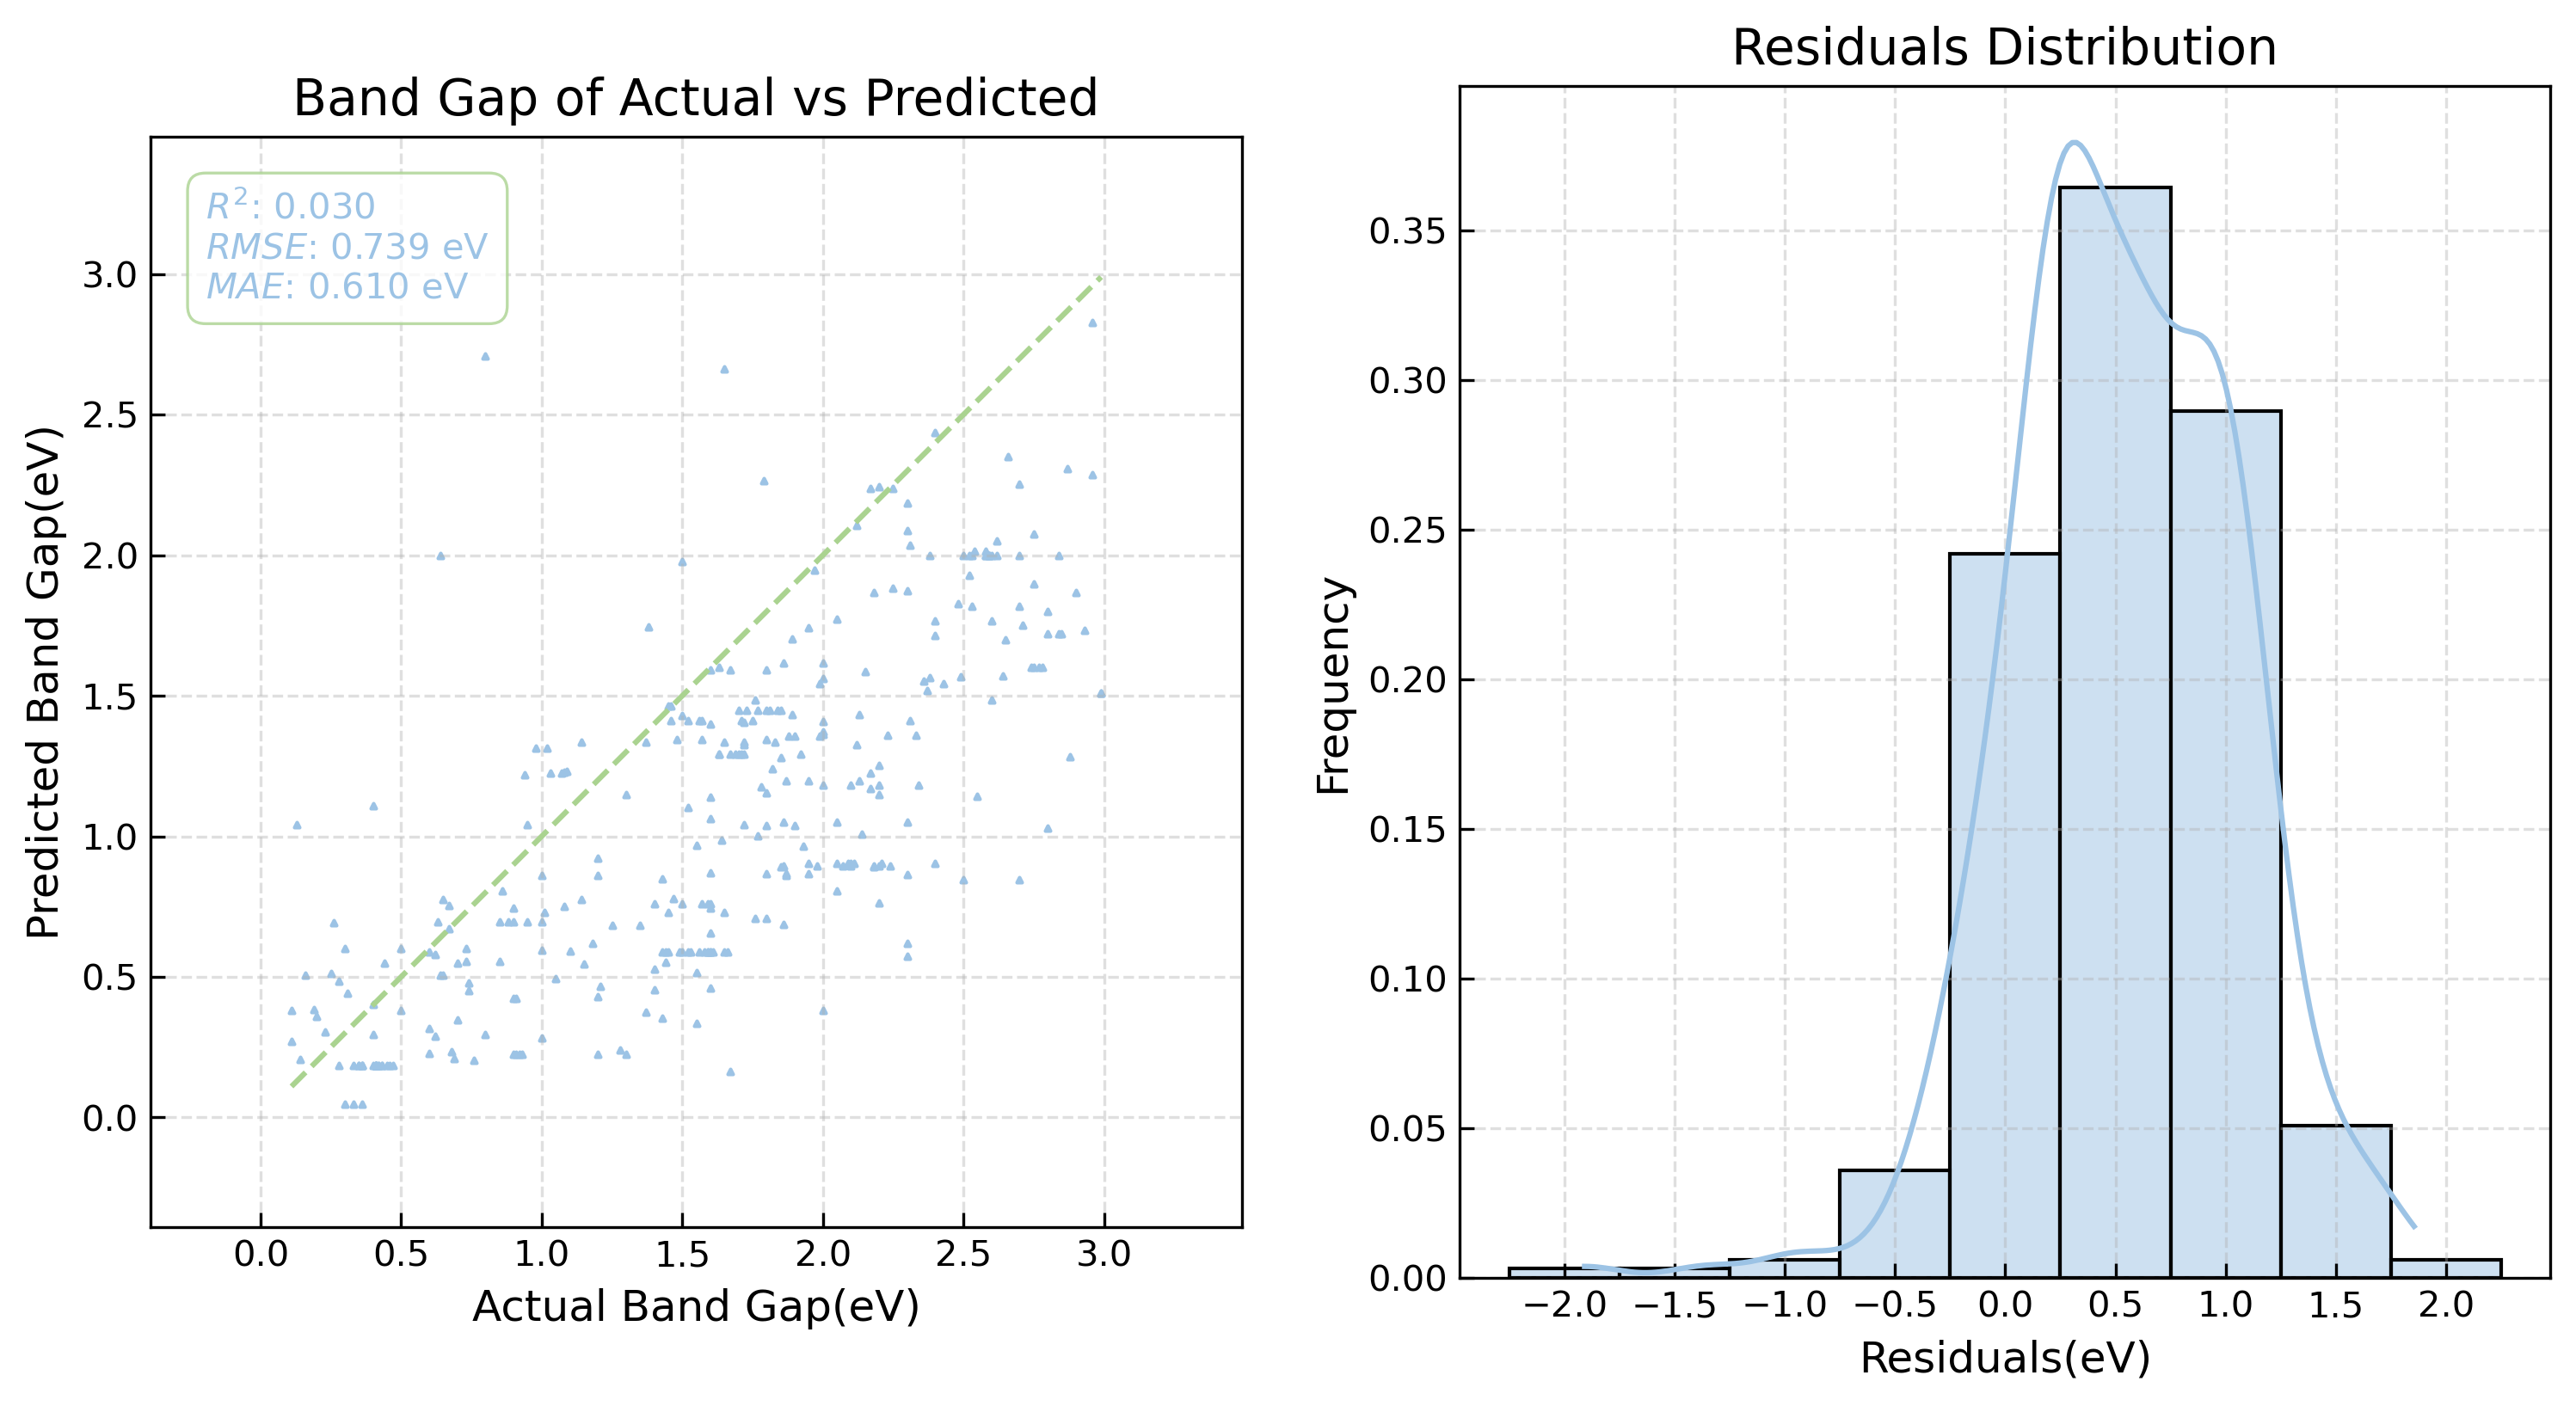 Band Gap of Actual vs Predicted
R²: 0.030
RMSE: 0.739 eV
MAE: 0.610 eV
Predicted Band Gap(eV)
3.0
2.5
2.0
1.5
1.0
0.5
0.0
0.0 0.5 1.0 1.5 2.0 2.5 3.0
Actual Band Gap(eV)
Residuals Distribution
Frequency
0.35
0.30
0.25
0.20
0.15
0.10
0.05
0.00
−2.0 −1.5 −1.0 −0.5 0.0 0.5 1.0 1.5 2.0
Residuals(eV)